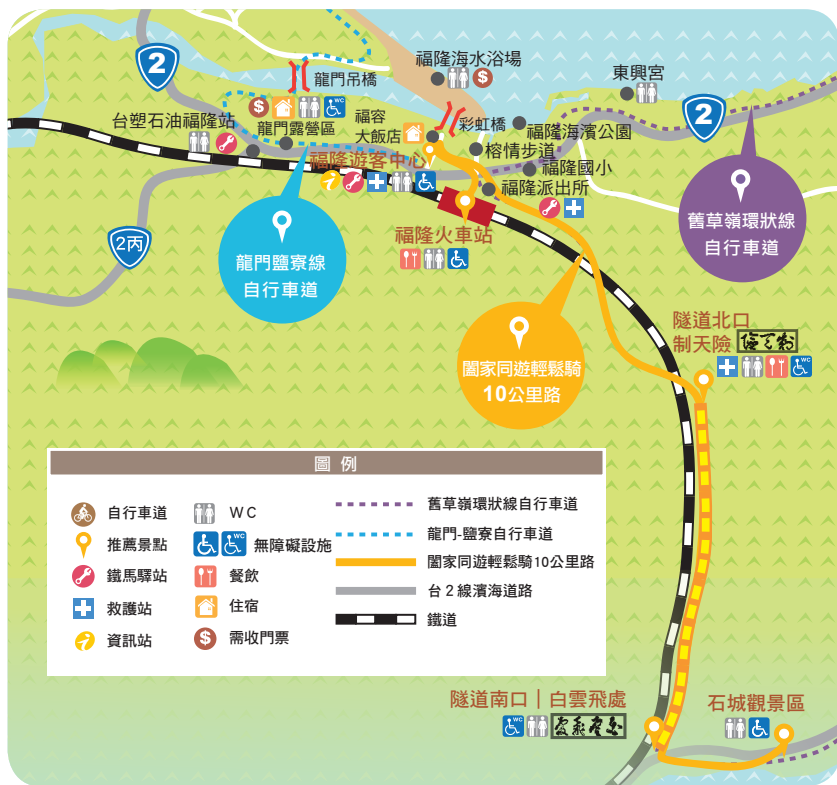 2
龍門吊橋
福隆海水浴場
$
東興宮
2
$
WC
台塑石油福隆站
龍門露營區
福容
大飯店
彩虹橋
福隆海濱公園
榕情步道
福隆遊客中心
福隆國小
福隆派出所
舊草嶺環狀線
自行車道
2丙
龍門鹽寮線
自行車道
福隆火車站
闔家同遊輕鬆騎
10公里路
隧道北口
制天險
WC
圖 例
自行車道
WC
舊草嶺環狀線自行車道
推薦景點
WC
無障礙設施
龍門-鹽寮自行車道
鐵馬驛站
餐飲
闔家同遊輕鬆騎10公里路
救護站
住宿
台2線濱海道路
資訊站
$
需收門票
鐵道
隧道南口｜白雲飛處
WC
石城觀景區